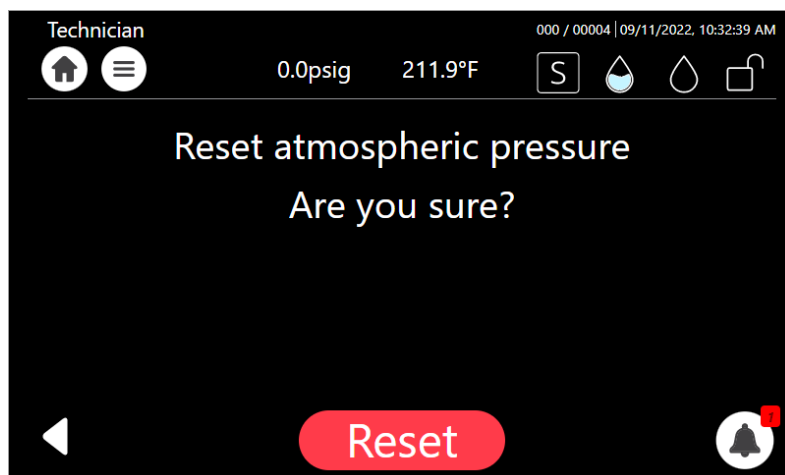 Technician
000 / 00004 | 09/11/2022, 10:32:39 AM
0.0psig 211.9°F S
Reset atmospheric pressure
Are you sure?
Reset
1